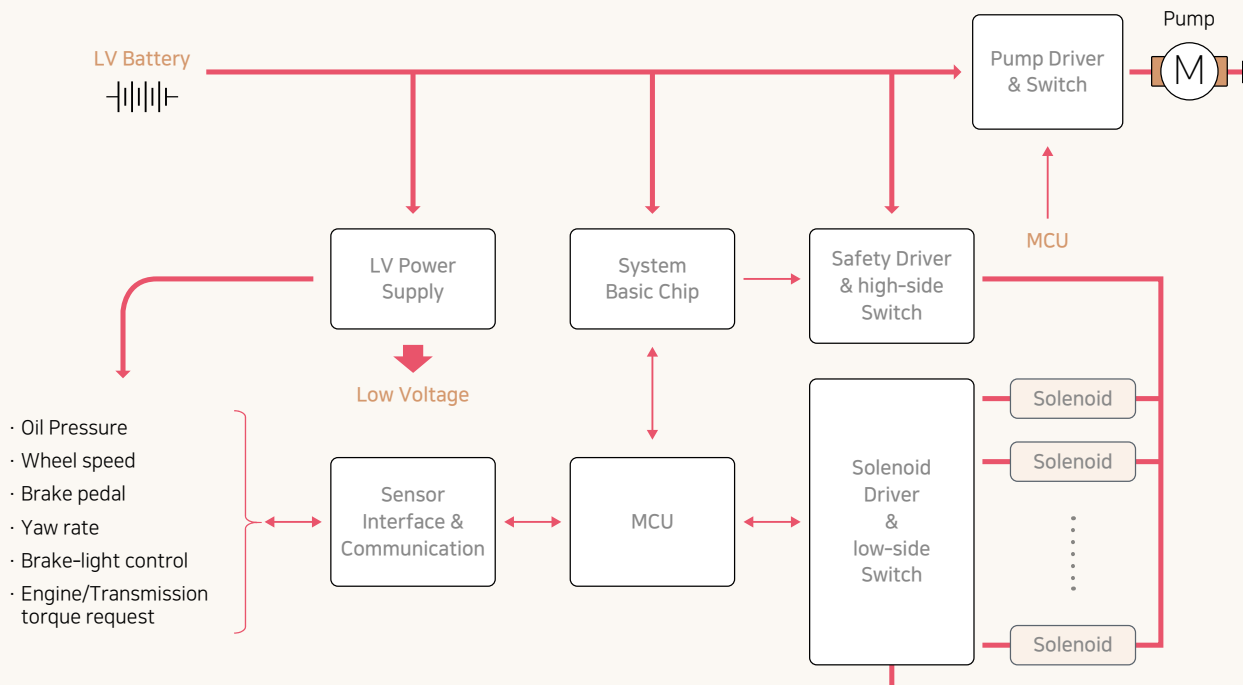 Pump
LV Battery
Pump Driver
& Switch
M
MCU
LV Power
Supply
System
Basic Chip
Safety Driver
& high-side
Switch
Low Voltage
Solenoid
Solenoid
Solenoid
· Oil Pressure
· Wheel speed
· Brake pedal
· Yaw rate
· Brake-light control
· Engine/Transmission
torque request
Sensor
Interface &
Communication
MCU
Solenoid
Driver
&
low-side
Switch